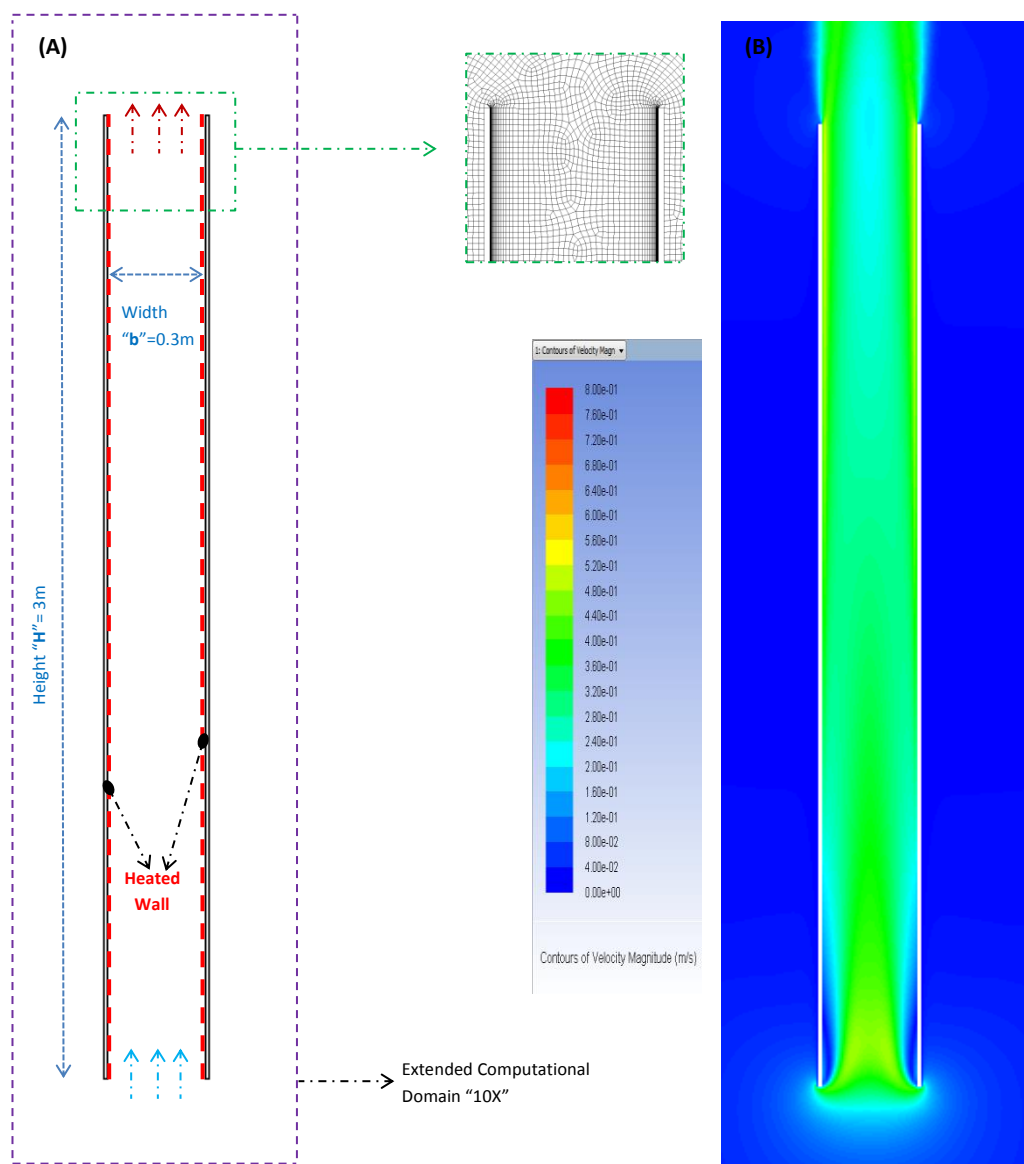 (A)
Width
“b”=0.3m
Height “H”= 3m
Heated
Wall
Extended Computational
Domain “10X”
1: Contours of Velocity Magn
8.00e-01
7.60e-01
7.20e-01
6.80e-01
6.40e-01
6.00e-01
5.60e-01
5.20e-01
4.80e-01
4.40e-01
4.00e-01
3.60e-01
3.20e-01
2.80e-01
2.40e-01
2.00e-01
1.60e-01
1.20e-01
8.00e-02
4.00e-02
0.00e+00
Contours of Velocity Magnitude (m/s)
(B)